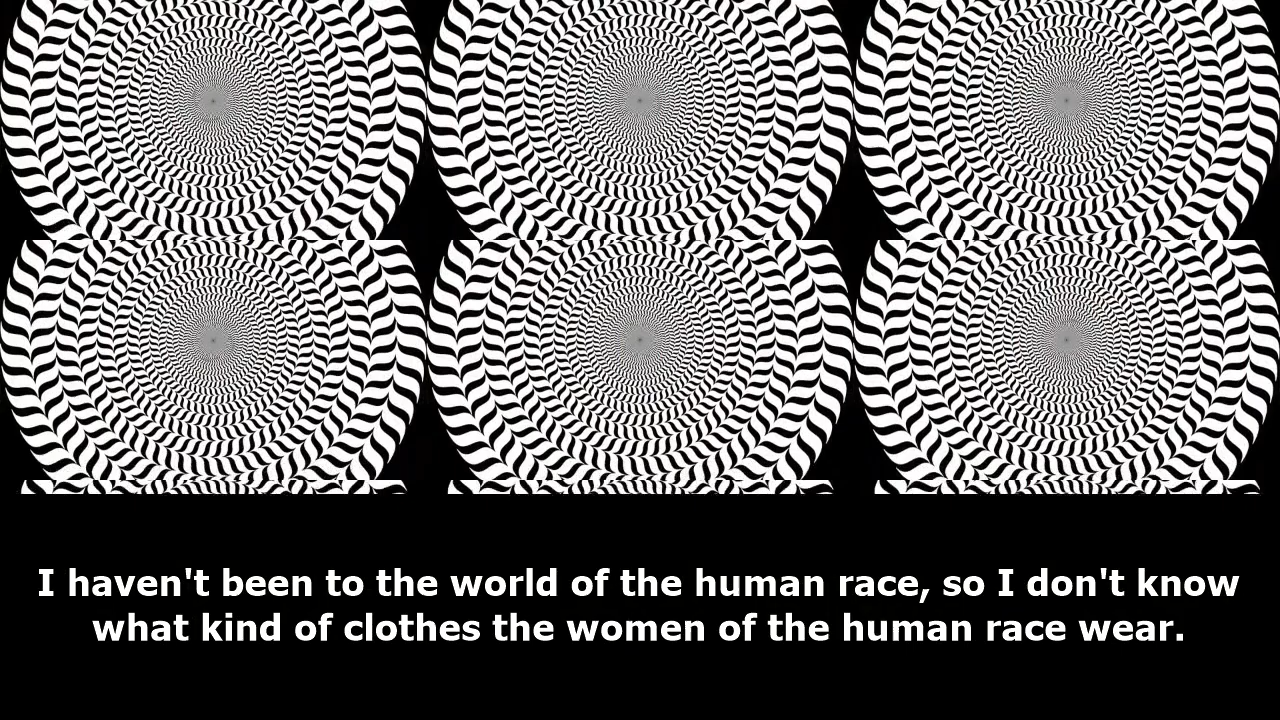 I haven't been to the world of the human race, so I don't know
what kind of clothes the women of the human race wear.